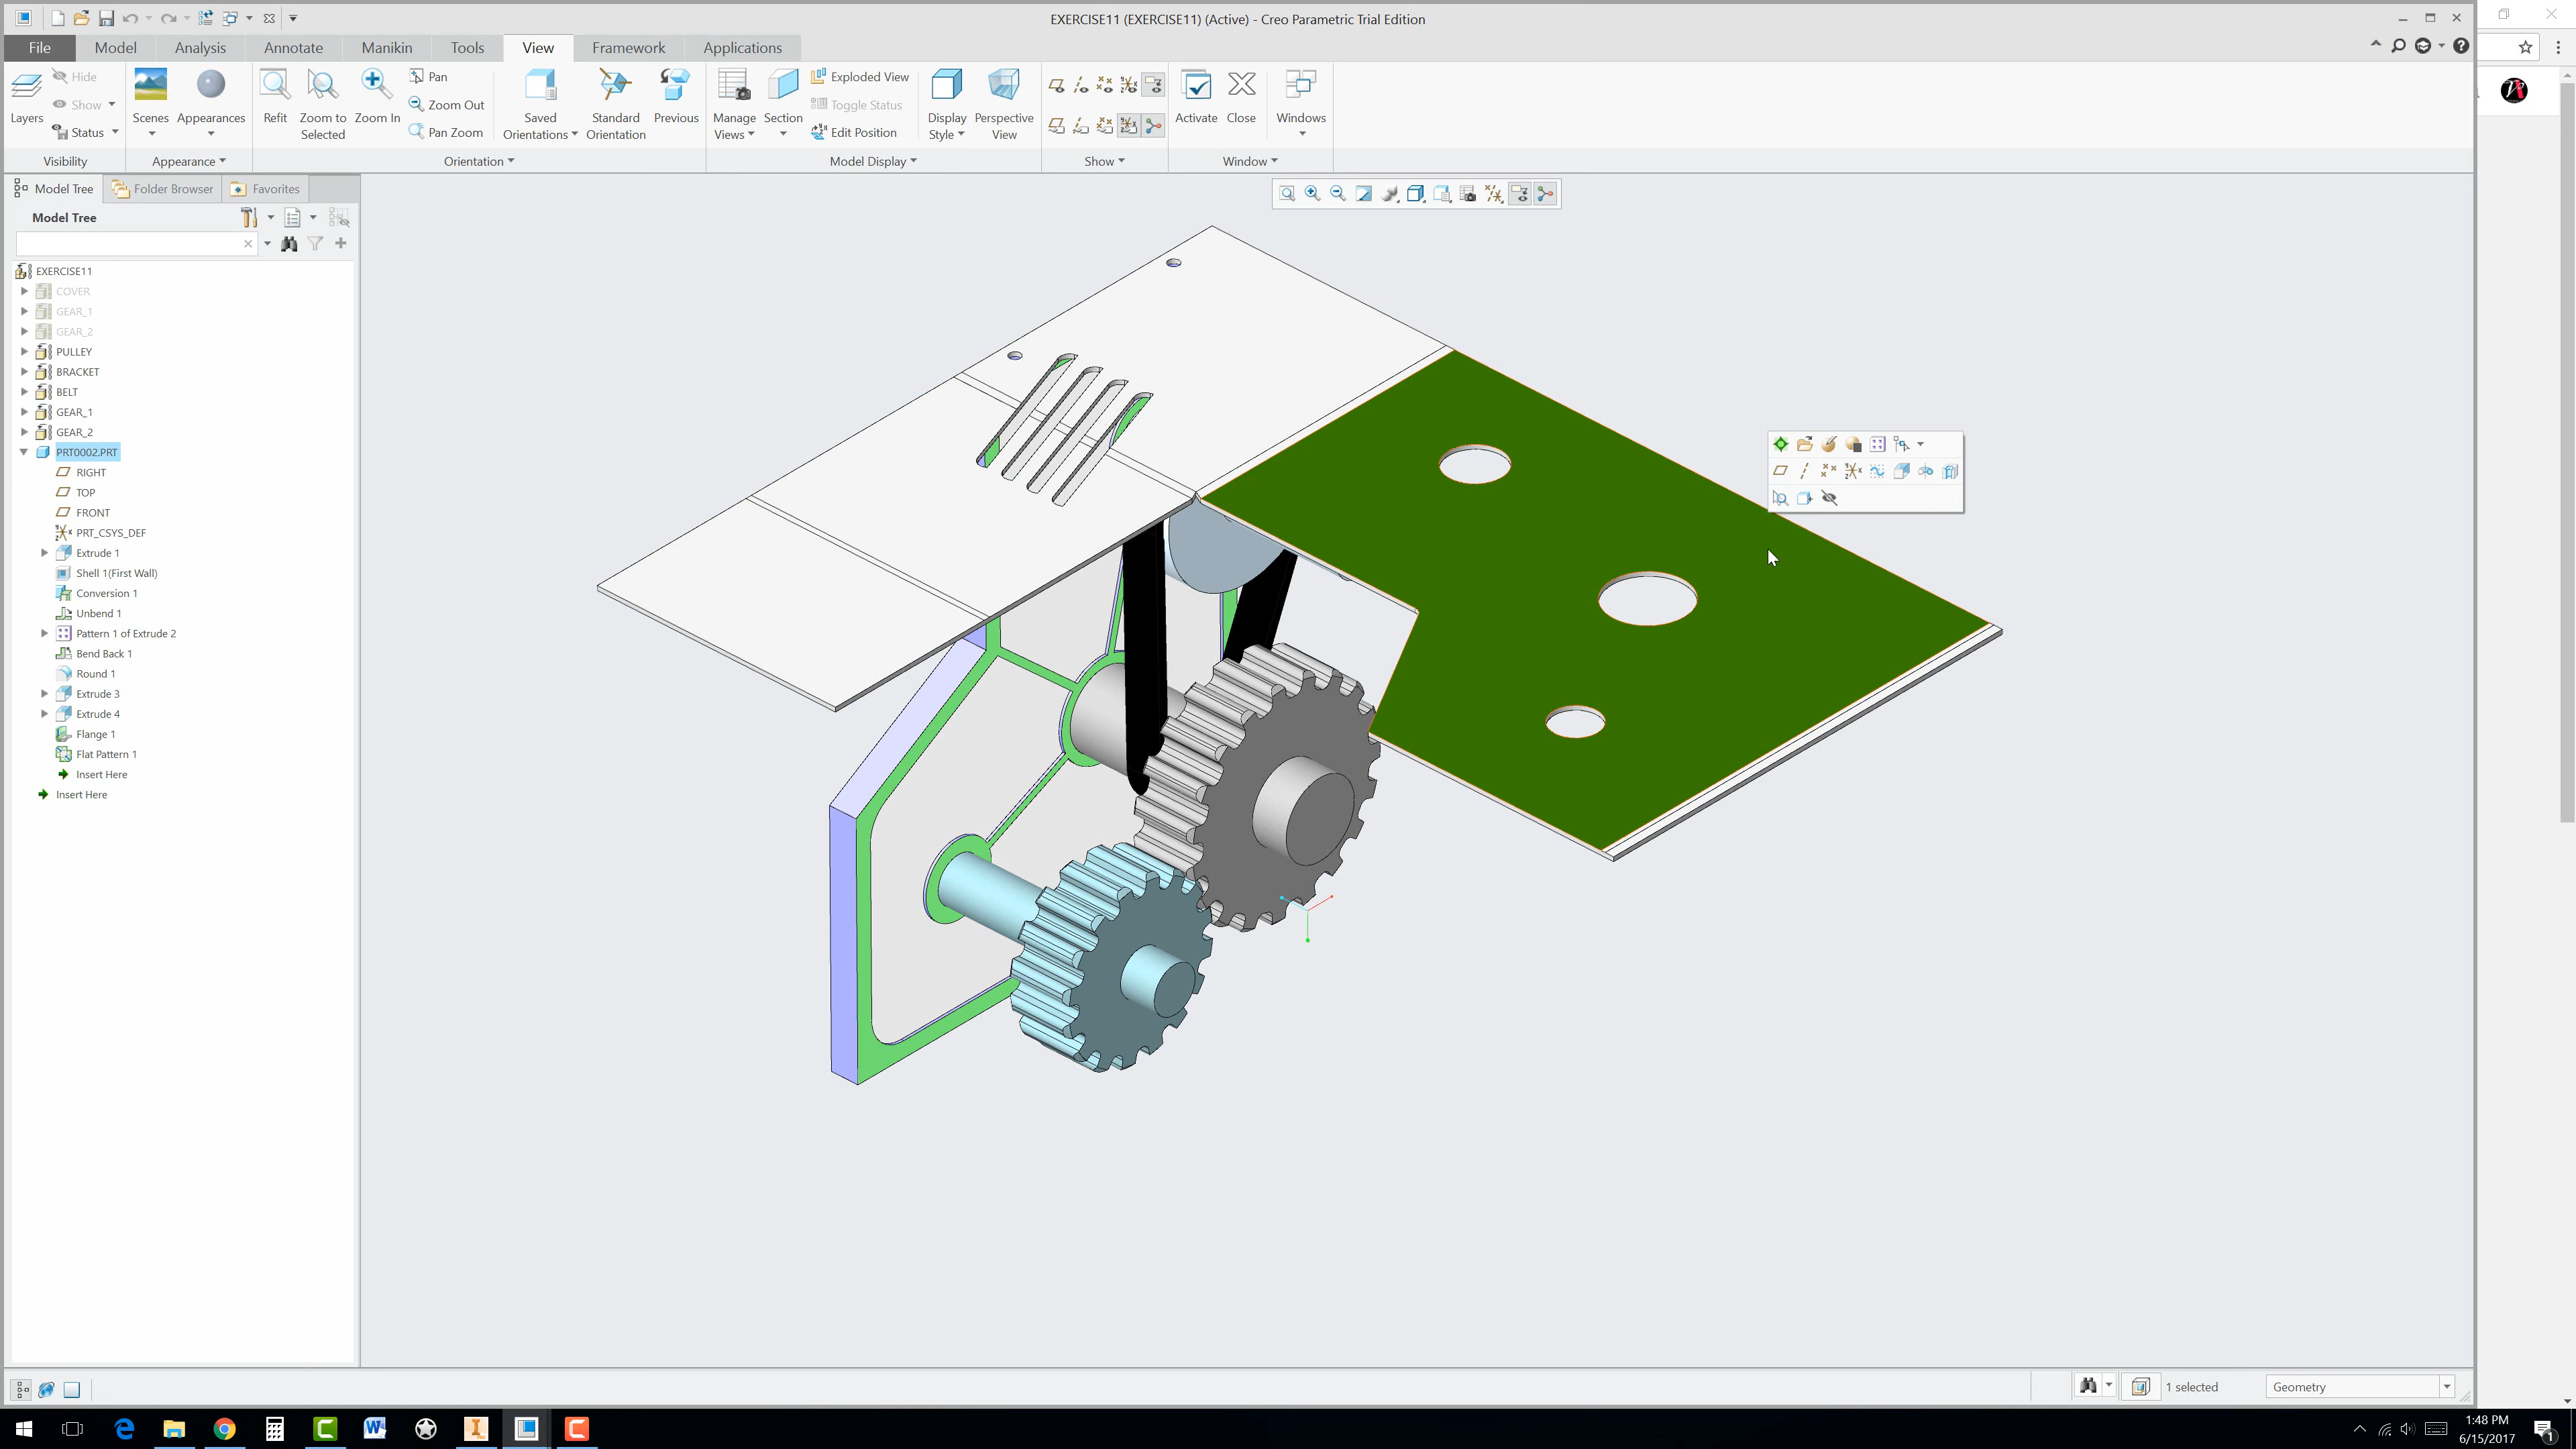 EXERCISE11 (EXERCISE11) (Active) - Creo Parametric Trial Edition
File Model Analysis Annotate Manikin Tools View Framework Applications
Layers
Hide
Show
Status
Visibility
Scenes
Appearances
Appearance
Refit
Zoom to Selected
Zoom In
Pan
Zoom Out
Pan Zoom
Saved Orientations
Standard Orientation
Previous
Orientation
Manage Views
Section
Exploded View
Toggle Status
Edit Position
Display Style
Perspective View
Model Display
Show
Activate
Close
Windows
Window
Model Tree Folder Browser Favorites
Model Tree
EXERCISE11
COVER
GEAR_1
GEAR_2
PULLEY
BRACKET
BELT
GEAR_1
GEAR_2
PRT0002.PRT
RIGHT
TOP
FRONT
PRT_CSYS_DEF
Extrude 1
Shell 1(First Wall)
Conversion 1
Unbend 1
Pattern 1 of Extrude 2
Bend Back 1
Round 1
Extrude 3
Extrude 4
Flange 1
Flat Pattern 1
Insert Here
Insert Here
1 selected
Geometry
1:48 PM
6/15/2017
1